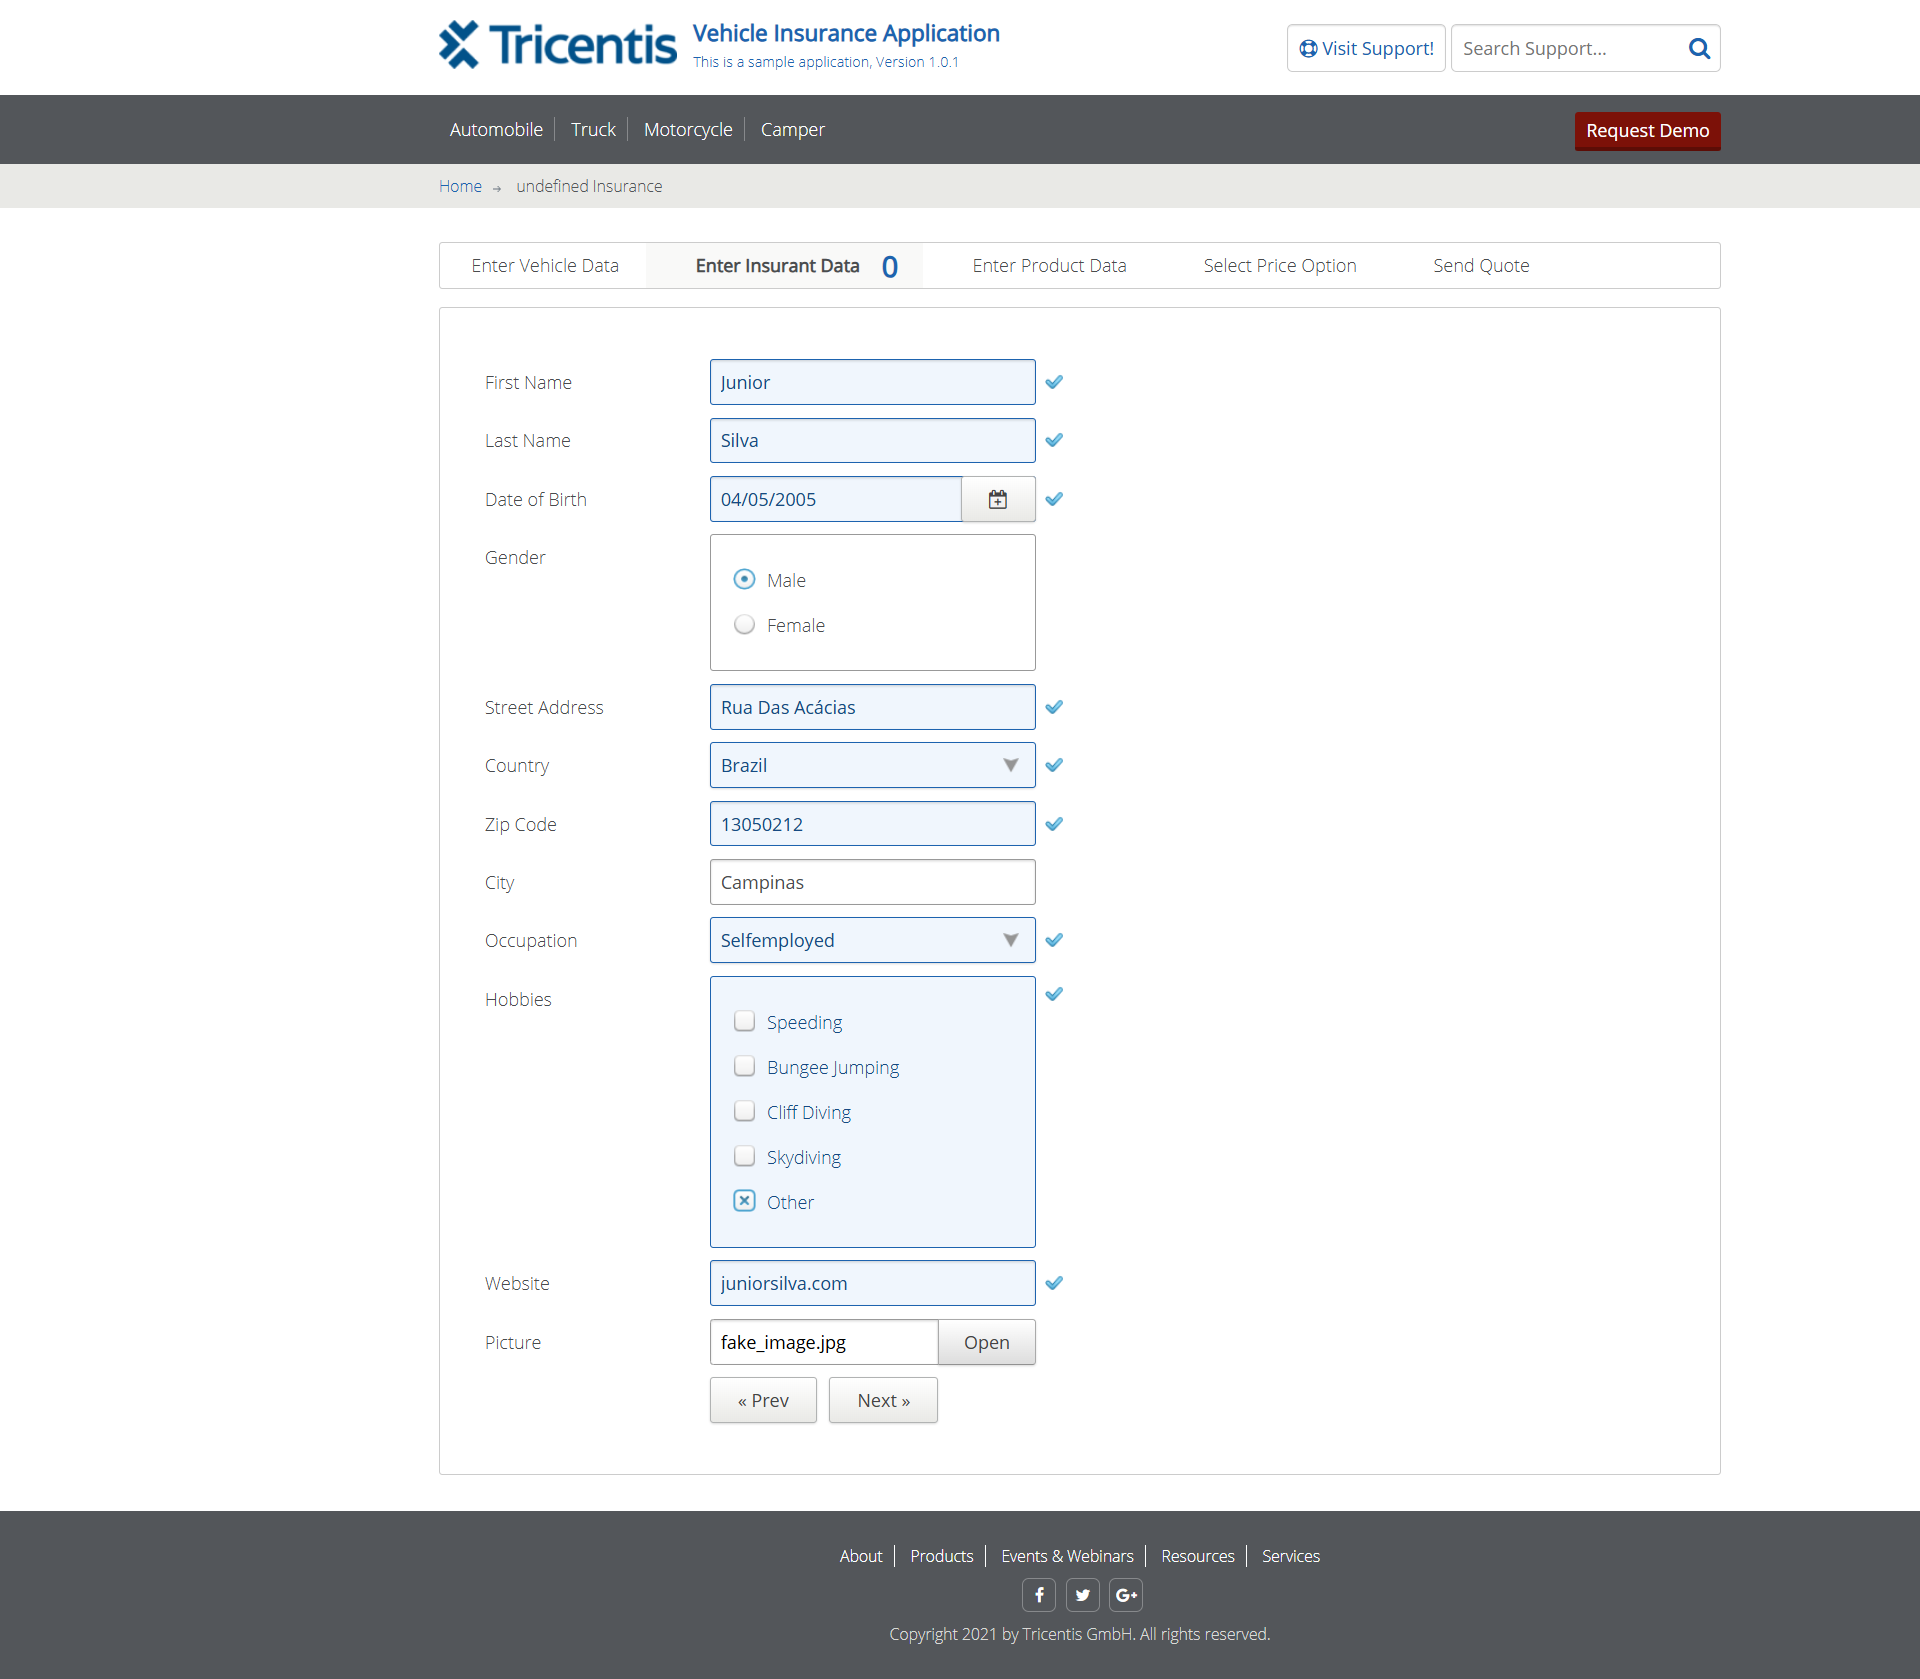 Tricentis
Vehicle Insurance Application
This is a sample application, Version 1.0.1
Visit Support!
Search Support...
Automobile
Truck
Motorcycle
Camper
Request Demo
Home
undefined Insurance
Enter Vehicle Data
Enter Insurant Data 0
Enter Product Data
Select Price Option
Send Quote
First Name
Junior
Last Name
Silva
Date of Birth
04/05/2005
Gender
Male
Female
Street Address
Rua Das Acácias
Country
Brazil
Zip Code
13050212
City
Campinas
Occupation
Selfemployed
Hobbies
Speeding
Bungee Jumping
Cliff Diving
Skydiving
Other
Website
juniorsilva.com
Picture
fake_image.jpg
Open
« Prev
Next »
About
Products
Events & Webinars
Resources
Services
Copyright 2021 by Tricentis GmbH. All rights reserved.